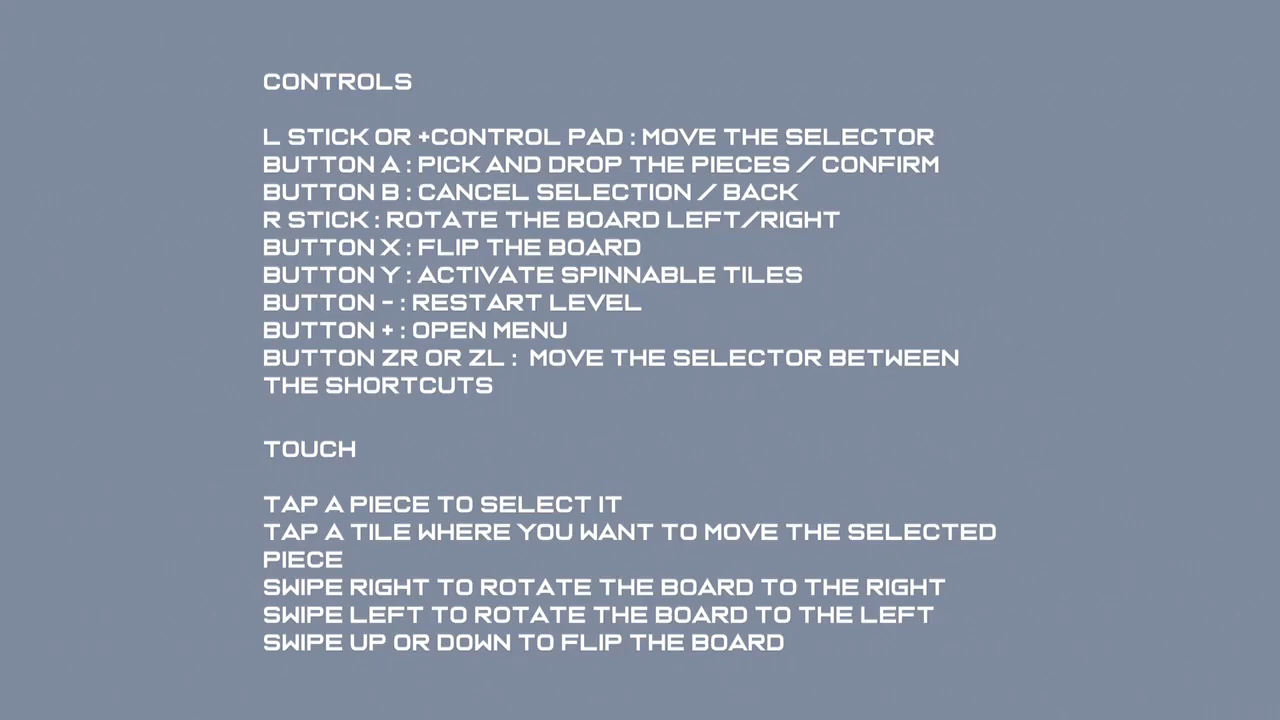 CONTROLS
L STICK OR +CONTROL PAD : MOVE THE SELECTOR
BUTTON A : PICK AND DROP THE PIECES / CONFIRM
BUTTON B : CANCEL SELECTION / BACK
R STICK : ROTATE THE BOARD LEFT/RIGHT
BUTTON X : FLIP THE BOARD
BUTTON Y : ACTIVATE SPINNABLE TILES
BUTTON - : RESTART LEVEL
BUTTON + : OPEN MENU
BUTTON ZR OR ZL :  MOVE THE SELECTOR BETWEEN
THE SHORTCUTS
TOUCH
TAP A PIECE TO SELECT IT
TAP A TILE WHERE YOU WANT TO MOVE THE SELECTED
PIECE
SWIPE RIGHT TO ROTATE THE BOARD TO THE RIGHT
SWIPE LEFT TO ROTATE THE BOARD TO THE LEFT
SWIPE UP OR DOWN TO FLIP THE BOARD